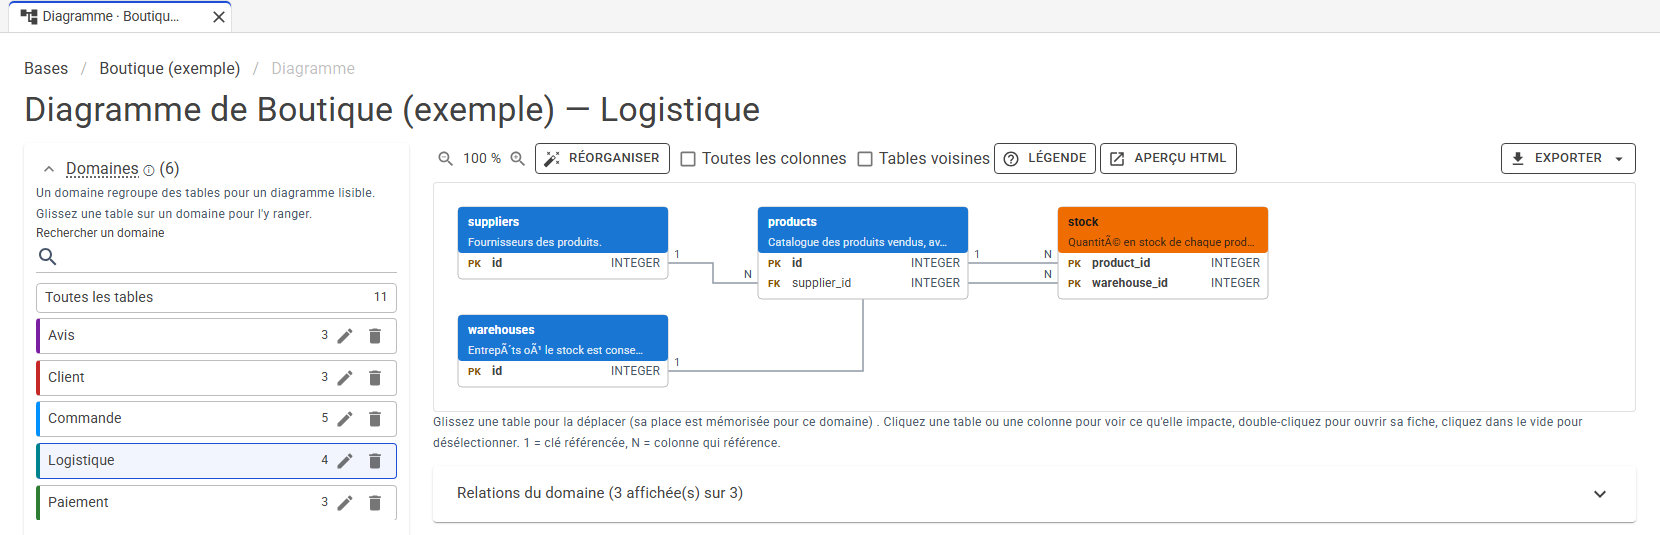 Diagramme · Boutiqu...
Bases / Boutique (exemple) / Diagramme
Diagramme de Boutique (exemple) — Logistique
Domaines (6)
Un domaine regroupe des tables pour un diagramme lisible.
Glissez une table sur un domaine pour l'y ranger.
Rechercher un domaine
Toutes les tables 11
Avis 3
Client 3
Commande 5
Logistique 4
Paiement 3
100 % RÉORGANISER Toutes les colonnes Tables voisines LÉGENDE APERÇU HTML EXPORTER
suppliers
Fournisseurs des produits.
PK id INTEGER
1
N
products
Catalogue des produits vendus, av...
PK id INTEGER
FK supplier_id INTEGER
1 N
N
stock
QuantitÃ© en stock de chaque prod...
PK product_id INTEGER
PK warehouse_id INTEGER
warehouses
EntrepÃ´ts oÃ¹ le stock est conse...
PK id INTEGER
1
Glissez une table pour la déplacer (sa place est mémorisée pour ce domaine) . Cliquez une table ou une colonne pour voir ce qu'elle impacte, double-cliquez pour ouvrir sa fiche, cliquez dans le vide pour
désélectionner. 1 = clé référencée, N = colonne qui référence.
Relations du domaine (3 affichée(s) sur 3)